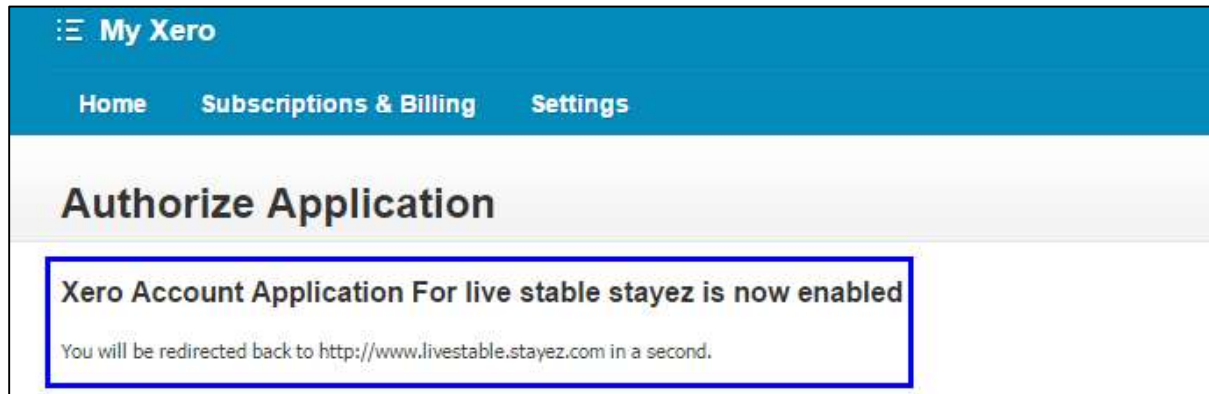 My Xero
Home Subscriptions & Billing Settings
Authorize Application
Xero Account Application For live stable stayez is now enabled
You will be redirected back to http://www.livestable.stayez.com in a second.